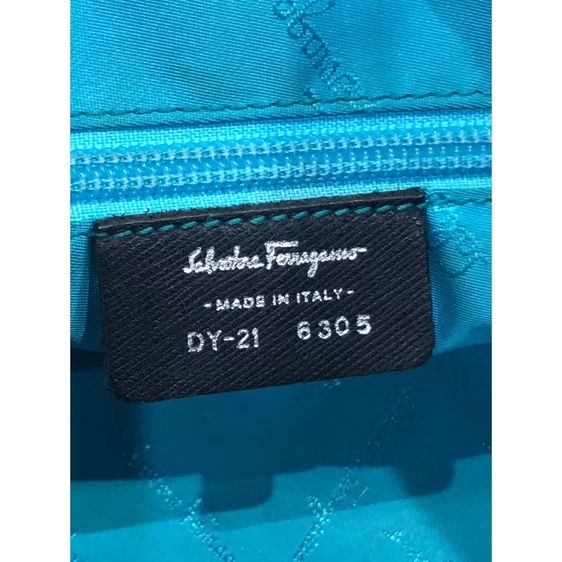 Salvatore Ferragamo
-MADE IN ITALY-
DY-21 6305